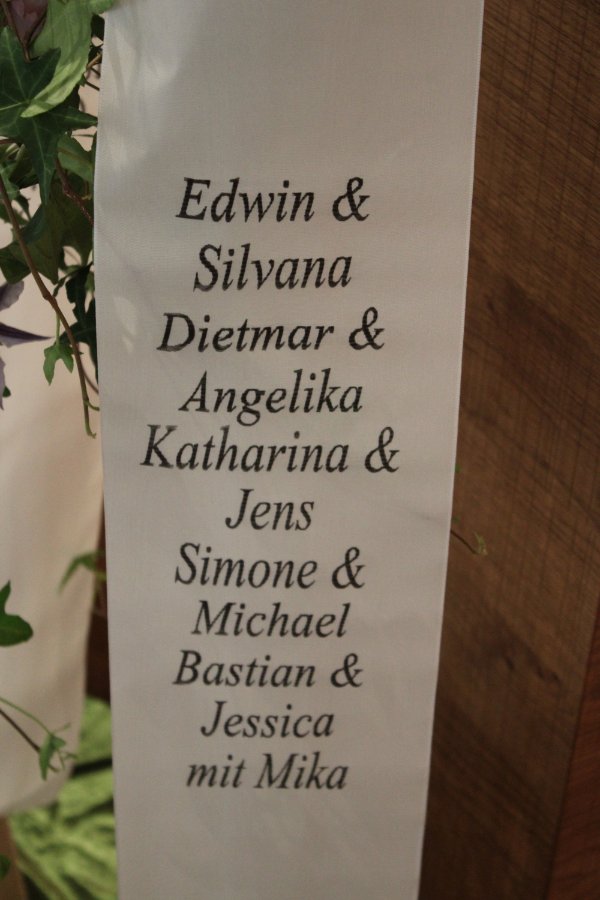 Edwin &
Silvana
Dietmar &
Angelika
Katharina &
Jens
Simone &
Michael
Bastian &
Jessica
mit Mika